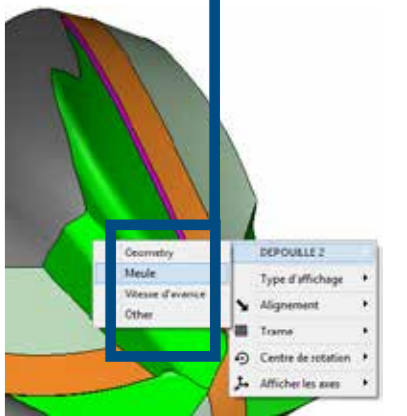 Geometry
Meule
Vitesse d'avance
Other
DEPOUILLE 2
Type d'affichage
Alignement
Trame
Centre de rotation
Afficher les axes